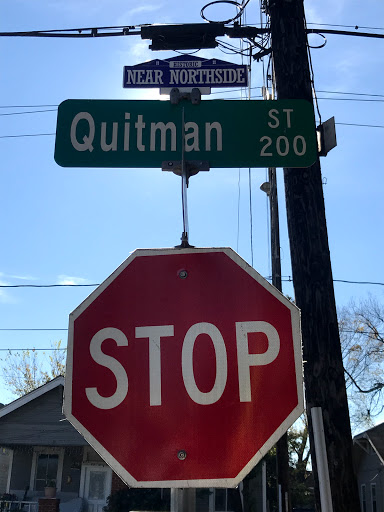 HISTORIC
NEAR NORTHSIDE
Quitman ST
200
STOP